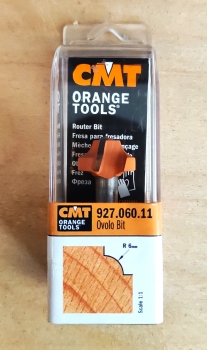 CMT
ORANGE
TOOLS®
Router Bit
Fresa para fresadora
CMT
ORANGE
TOOLS
927.060.11
Ovolo Bit
R 6mm
Scale 1:1